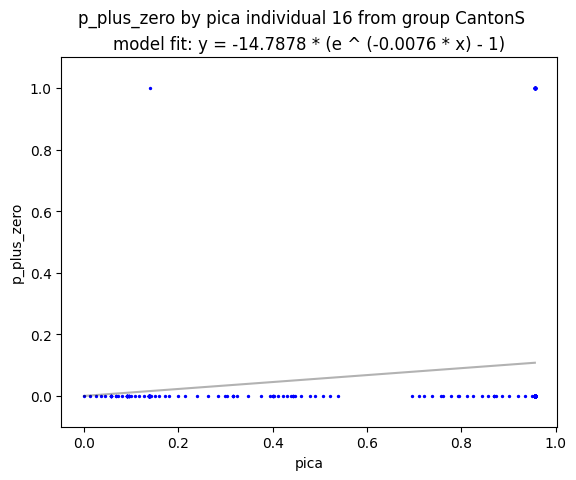 p_plus_zero by pica individual 16 from group CantonS
model fit: y = -14.7878 * (e ^ (-0.0076 * x) - 1)
1.0
0.8
0.6
0.4
0.2
0.0
p_plus_zero
0.0 0.2 0.4 0.6 0.8 1.0
pica